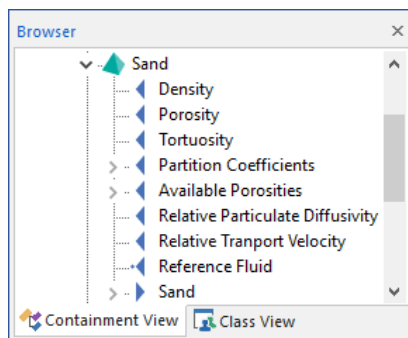 Browser
Sand
Density
Porosity
Tortuosity
Partition Coefficients
Available Porosities
Relative Particulate Diffusivity
Relative Tranport Velocity
Reference Fluid
Sand
Containment View Class View